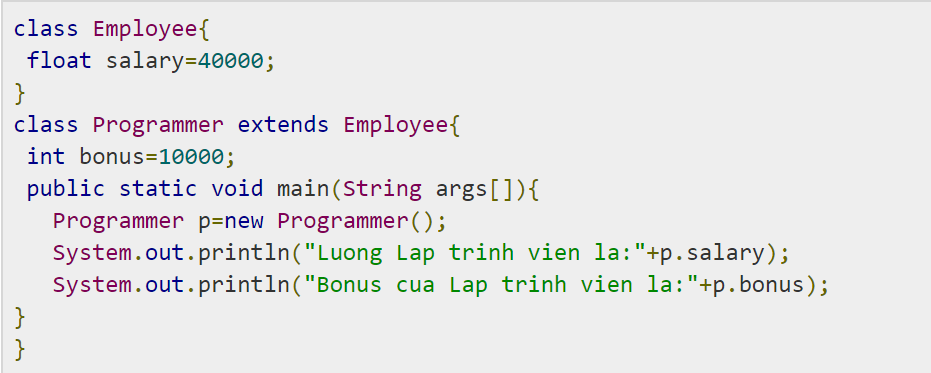 class Employee{
 float salary=40000;
}
class Programmer extends Employee{
 int bonus=10000;
 public static void main(String args[]){
   Programmer p=new Programmer();
   System.out.println("Luong Lap trinh vien la:"+p.salary);
   System.out.println("Bonus cua Lap trinh vien la:"+p.bonus);
}
}